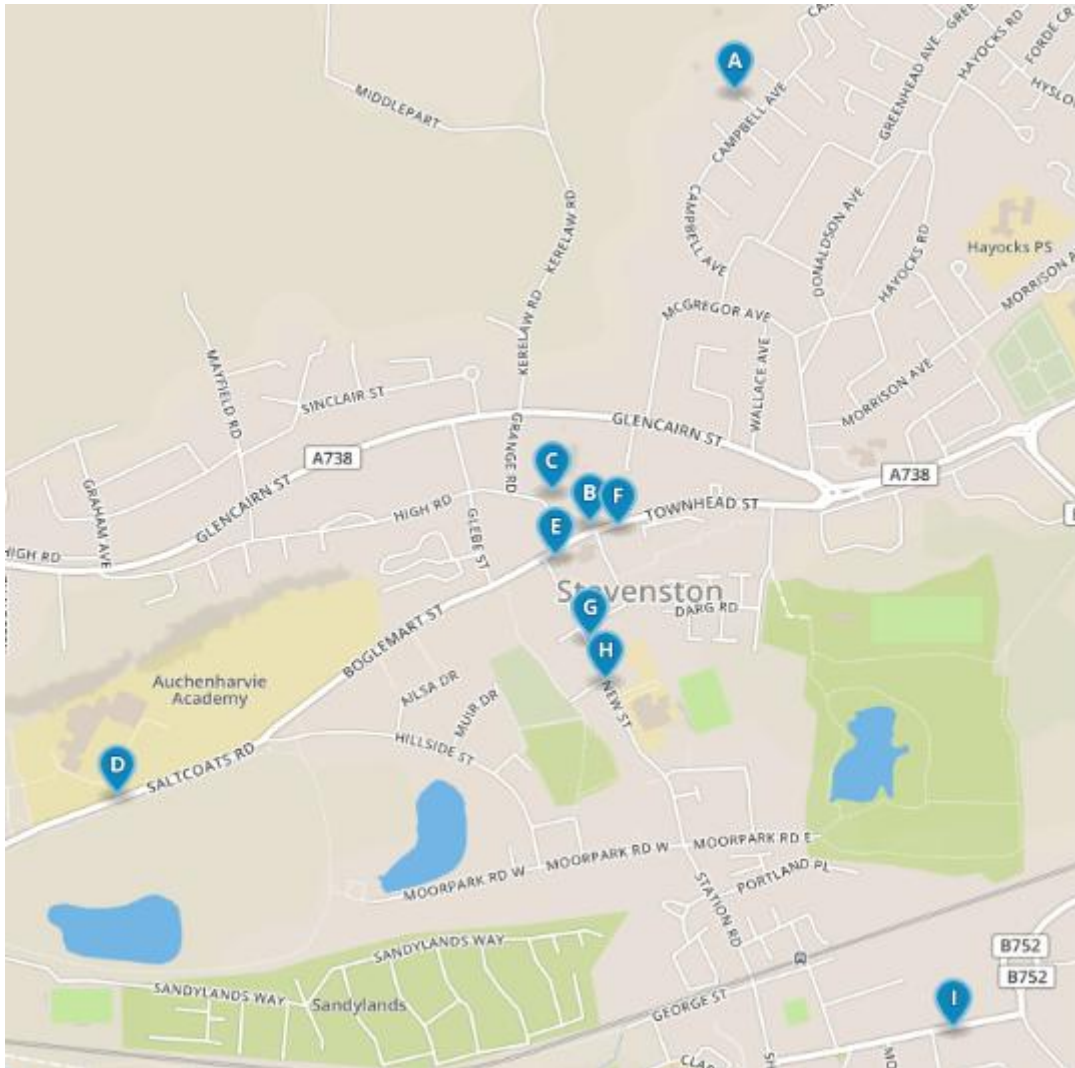 A
MIDDLEPART
CAMPBELL AVE
GREENHEAD AVE
HAYOCKS RD
FORDE CR
HYSLO
CAMPBELL AVE
KERELAW RD
DONALDSON AVE
HAYOCKS RD
Hayocks PS
MORRISON A
KERELAW RD
MCGREGOR AVE
MAYFIELD RD
WALLACE AVE
MORRISON AVE
SINCLAIR ST
GLENCAIRN ST
GRANGE RD
A738
C
A738
GRAHAM AVE
GLENCAIRN ST
HIGH RD
GLEBE ST
B
F
TOWNHEAD ST
E
HIGH RD
Stevenston
G
DARG RD
BOGLEMART ST
H
Auchenharvie
Academy
AILSA DR
MUIR DR
NEW ST
HILLSIDE ST
D
SALTCOATS RD
MOORPARK RD W
MOORPARK RD W
MOORPARK RD E
PORTLAND PL
STATION RD
SANDYLANDS WAY
B752
B752
SANDYLANDS WAY
Sandylands
GEORGE ST
I
CLAR
SH
MO